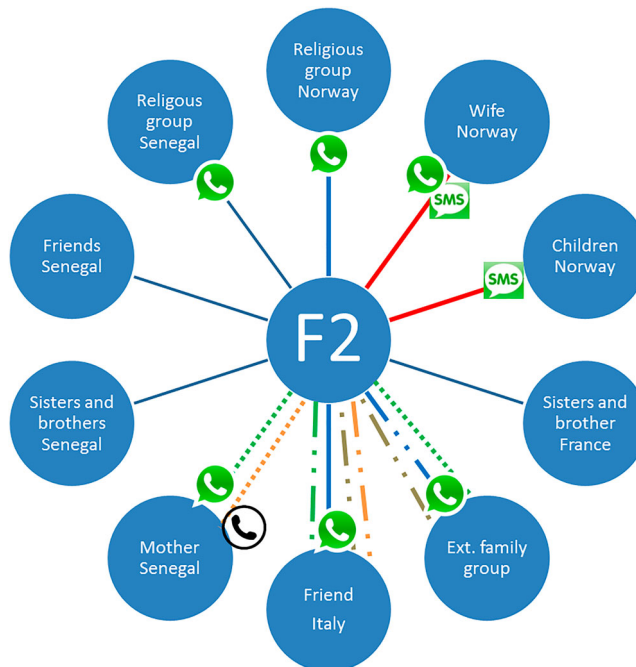 Religious
group
Norway
Religous
group
Senegal
Wife
Norway
SMS
Friends
Senegal
Children
Norway
SMS
F2
Sisters and
brothers
Senegal
Sisters and
brother
France
Mother
Senegal
Friend
Italy
Ext. family
group